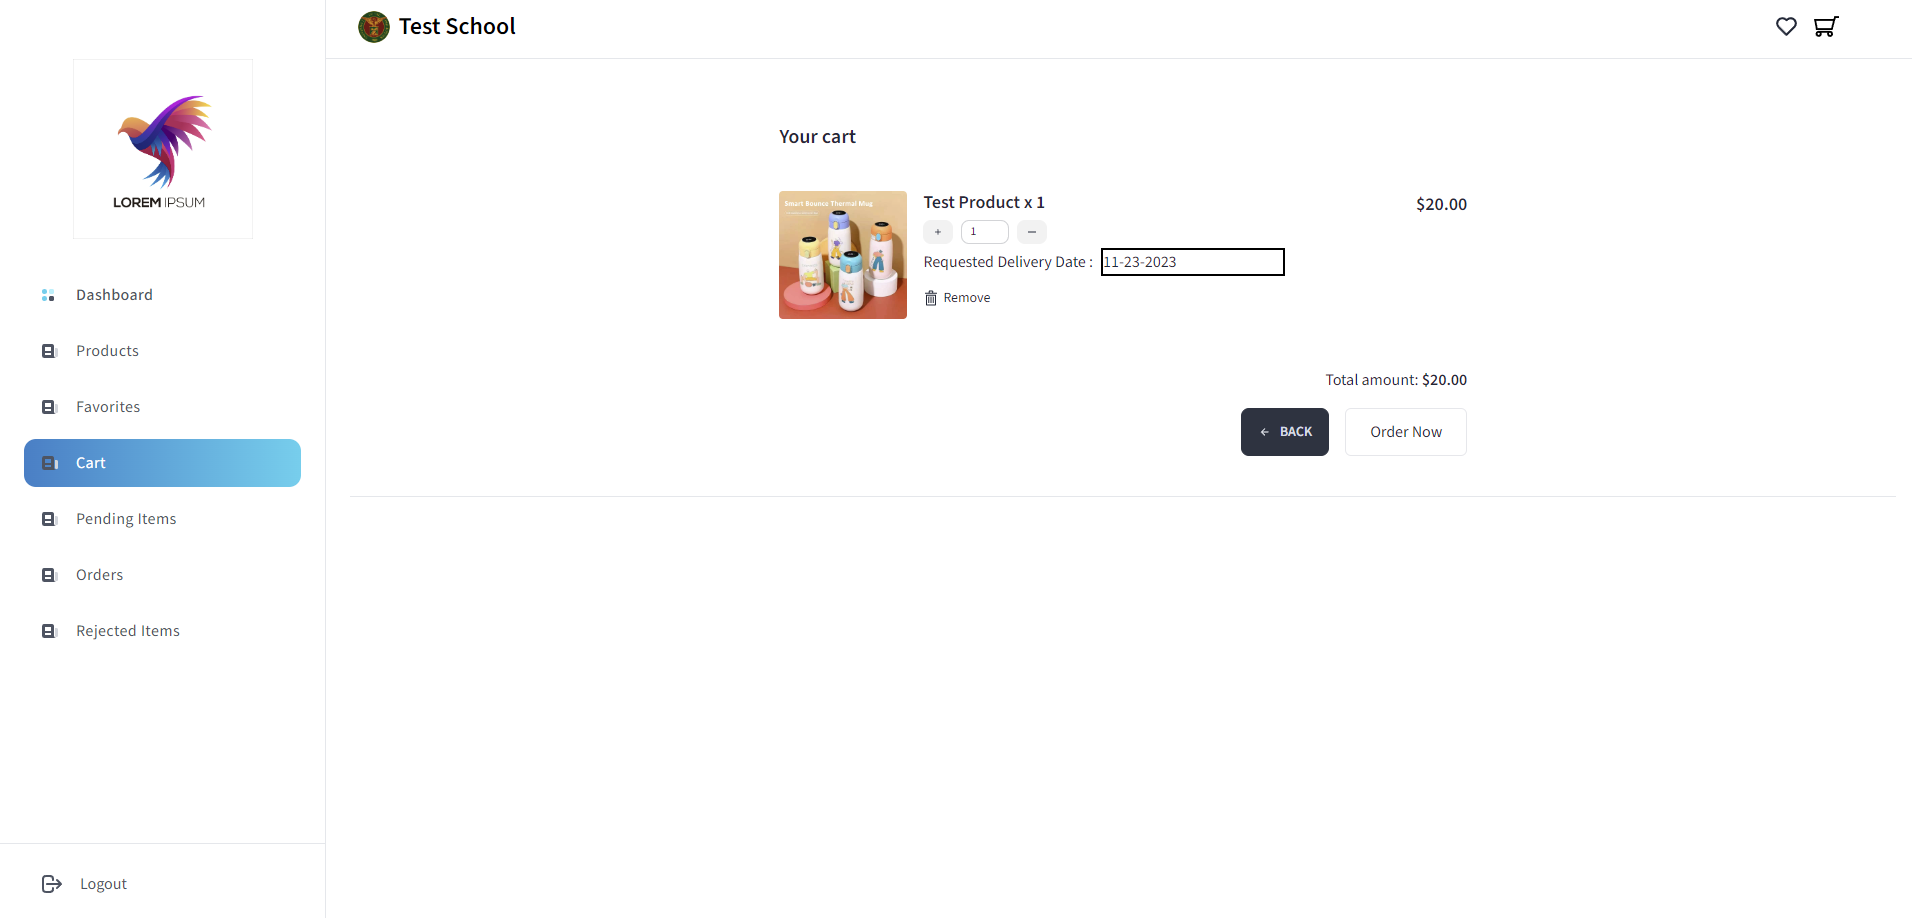 Test School
LOREM IPSUM
Dashboard
Products
Favorites
Cart
Pending Items
Orders
Rejected Items
Logout
Your cart
Smart Bounce Thermal Mug
Test Product x 1
$20.00
+ 1 −
Requested Delivery Date : 11-23-2023
Remove
Total amount: $20.00
← BACK
Order Now